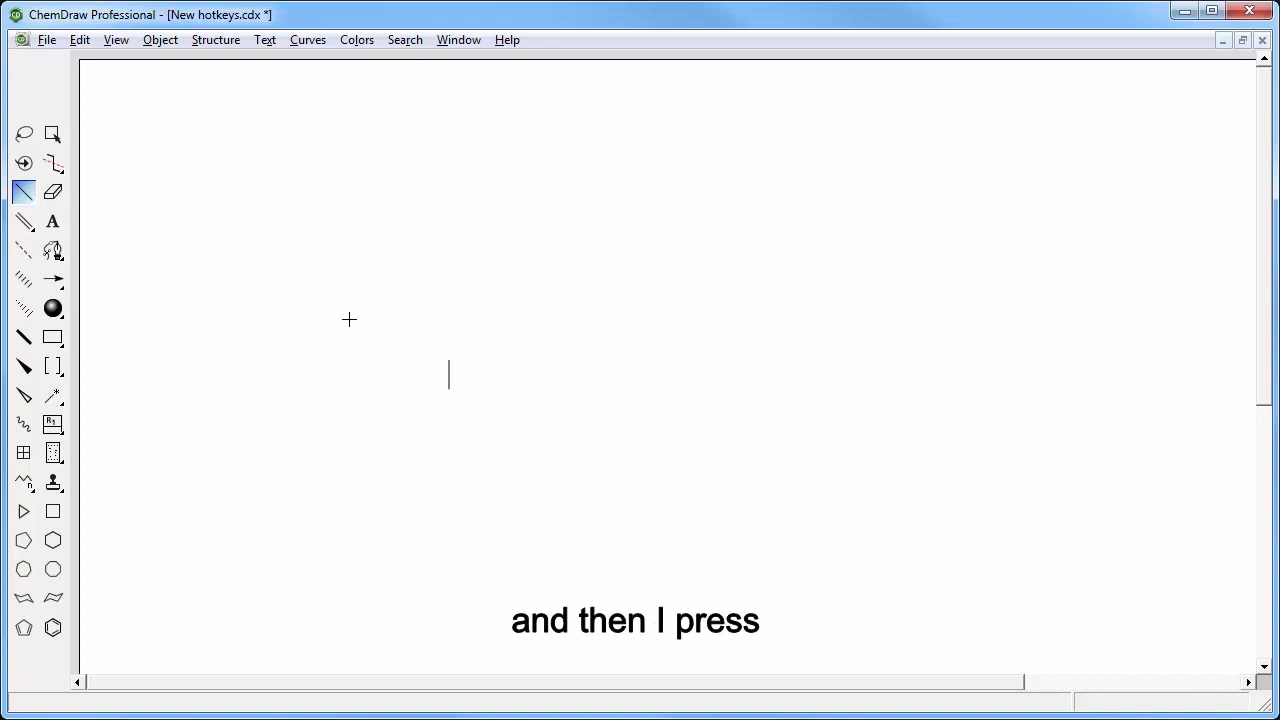 ChemDraw Professional - [New hotkeys.cdx *]
File Edit View Object Structure Text Curves Colors Search Window Help
A
R1
n
and then I press